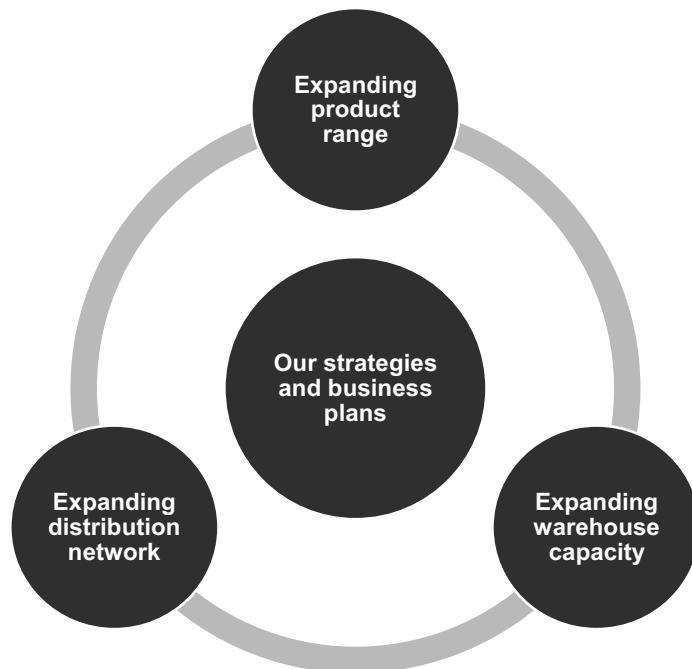 Expanding
product
range
Our strategies
and business
plans
Expanding
distribution
network
Expanding
warehouse
capacity